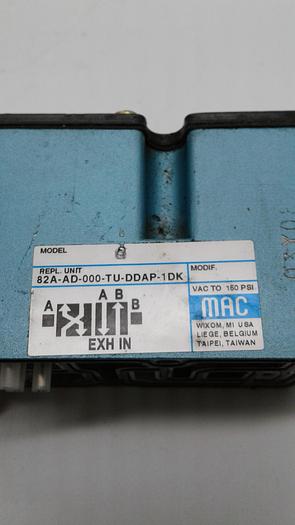 MODEL
REPL. UNIT
82A-AD-000-TU-DDAP-1DK
MODIF.
VAC TO 150 PSI
MAC
WIXOM, MI USA
LIEGE, BELGIUM
TAIPEI, TAIWAN
A B
A B
EXH IN